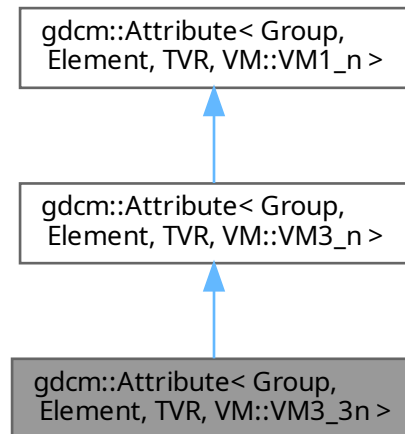 gdcm::Attribute< Group,
Element, TVR, VM::VM1_n >
gdcm::Attribute< Group,
Element, TVR, VM::VM3_n >
gdcm::Attribute< Group,
Element, TVR, VM::VM3_3n >